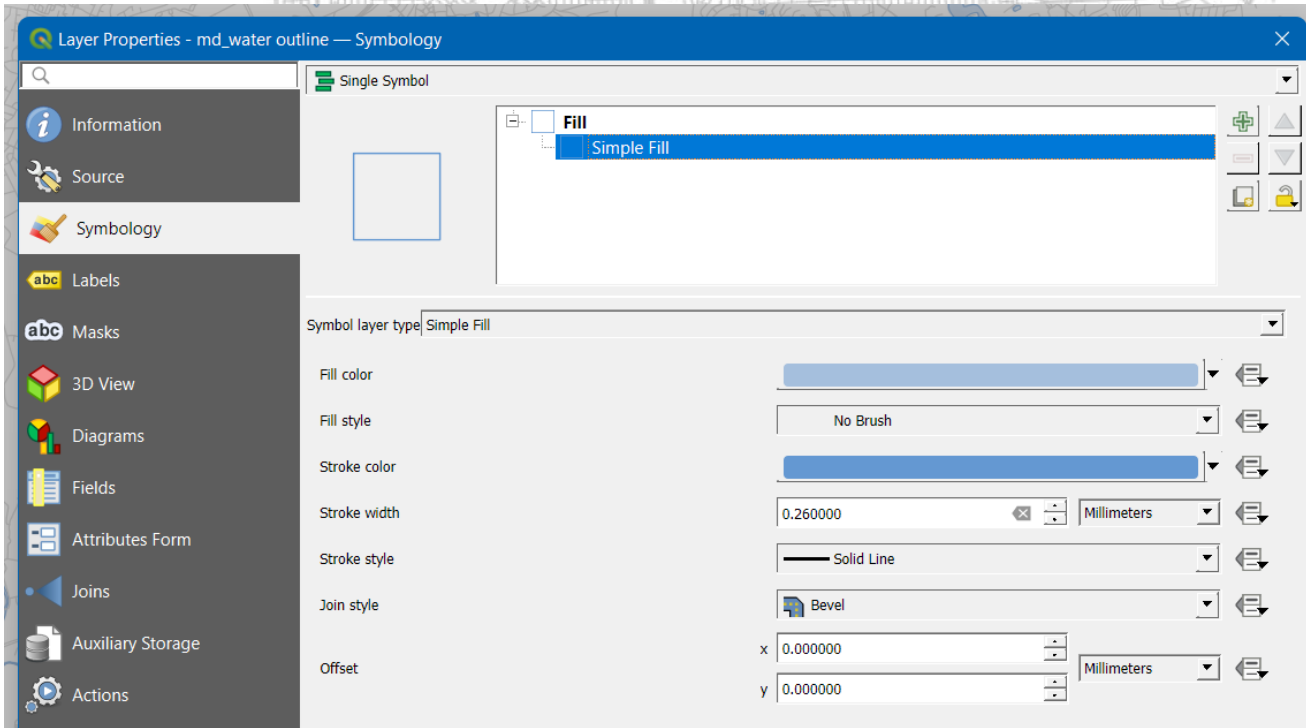 Layer Properties - md_water outline — Symbology
Single Symbol
Information
Source
Symbology
abc Labels
abc Masks
3D View
Diagrams
Fields
Attributes Form
Joins
Auxiliary Storage
Actions
Fill
Simple Fill
Symbol layer type Simple Fill
Fill color
Fill style No Brush
Stroke color
Stroke width 0.260000 Millimeters
Stroke style Solid Line
Join style Bevel
Offset x 0.000000 Millimeters
y 0.000000